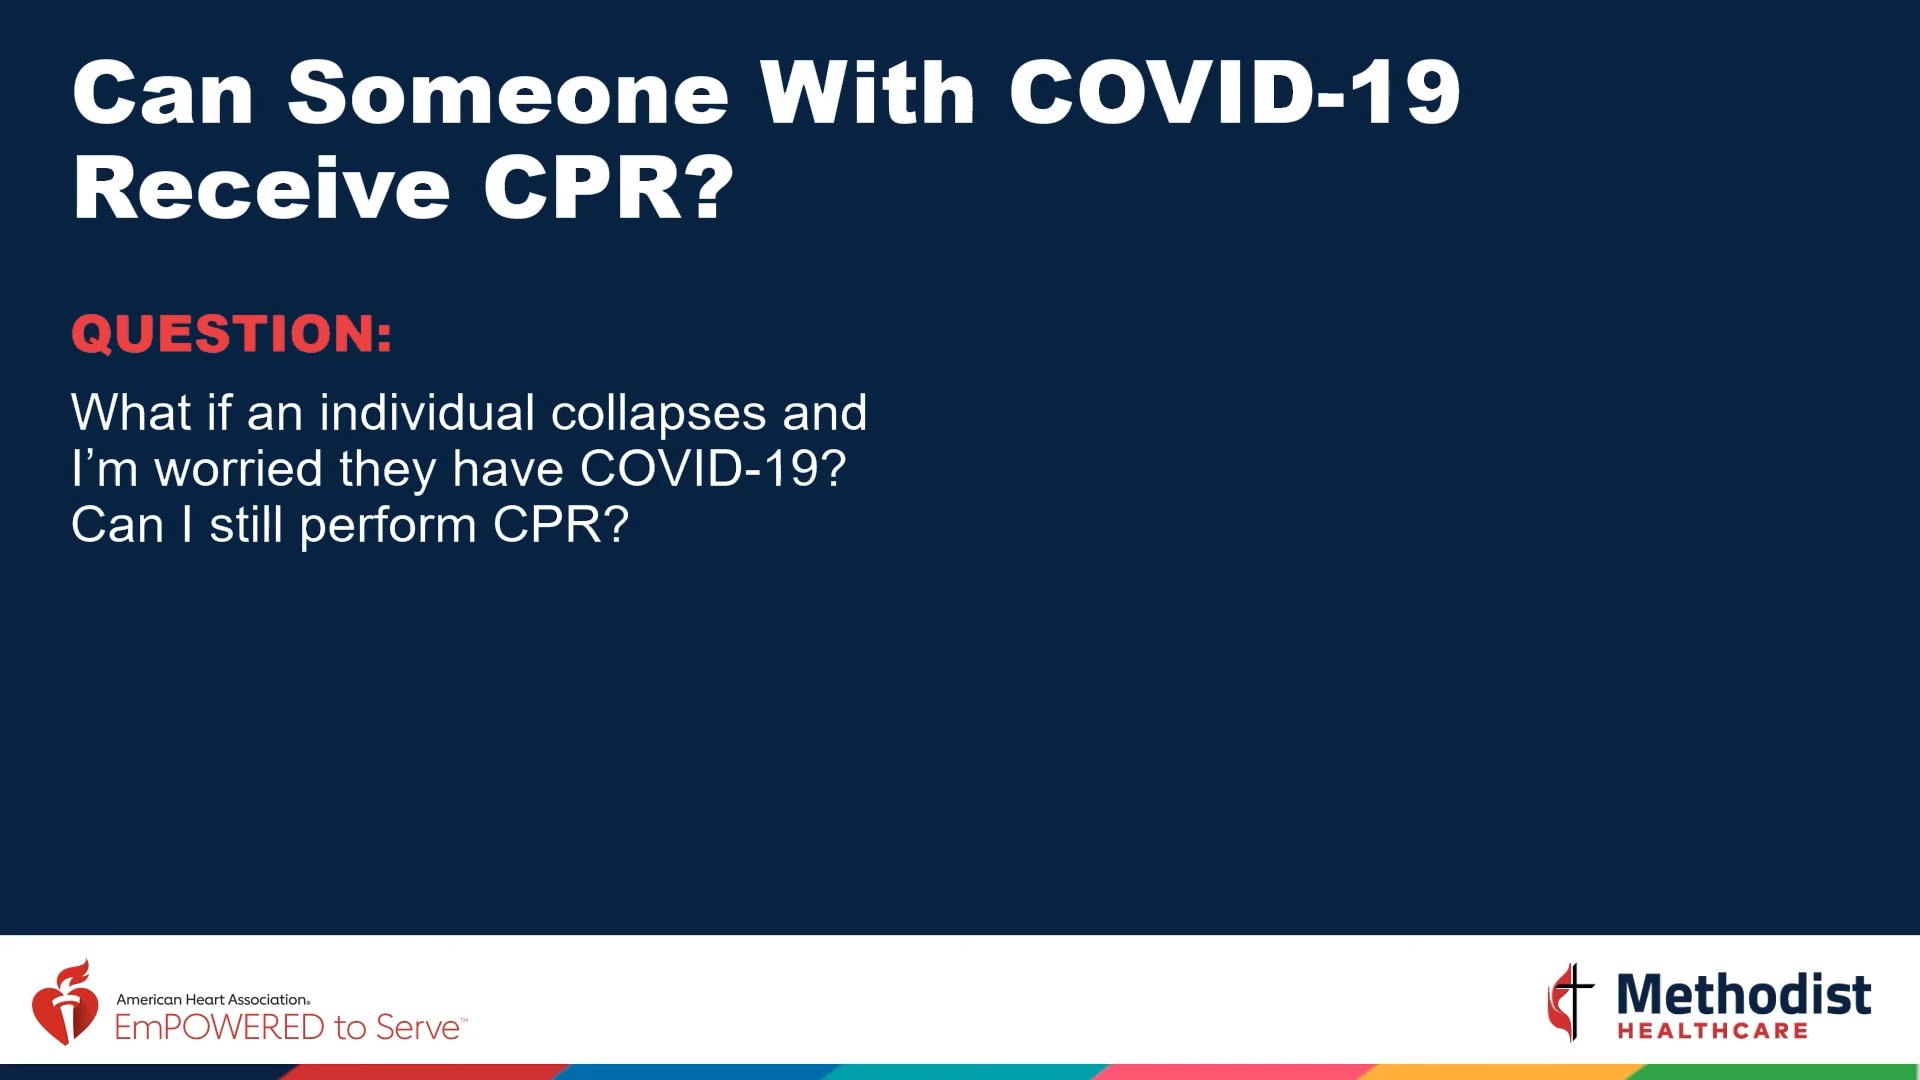 Can Someone With COVID-19
Receive CPR?
QUESTION:
What if an individual collapses and
I’m worried they have COVID-19?
Can I still perform CPR?
American Heart Association®
EmPOWERED to Serve™
Methodist
HEALTHCARE